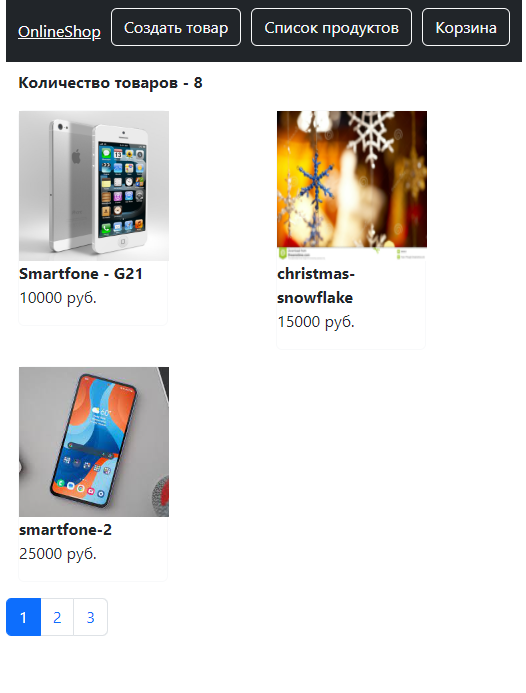 OnlineShop
Создать товар
Список продуктов
Корзина
Количество товаров - 8
Smartfone - G21
10000 руб.
christmas-
snowflake
15000 руб.
smartfone-2
25000 руб.
1
2
3